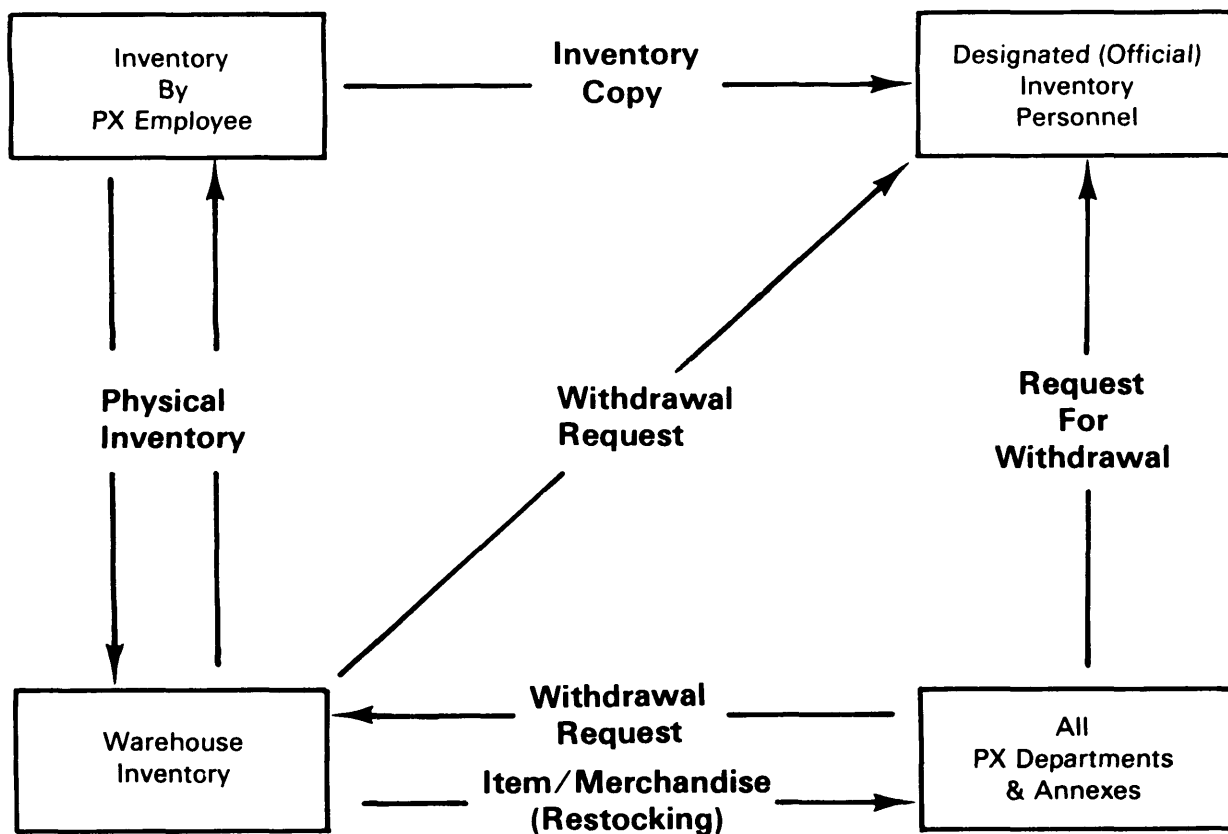 Inventory
By
PX Employee
Inventory
Copy
Designated (Official)
Inventory
Personnel
Physical
Inventory
Withdrawal
Request
Request
For
Withdrawal
Warehouse
Inventory
Withdrawal
Request
Item/Merchandise
(Restocking)
All
PX Departments
& Annexes